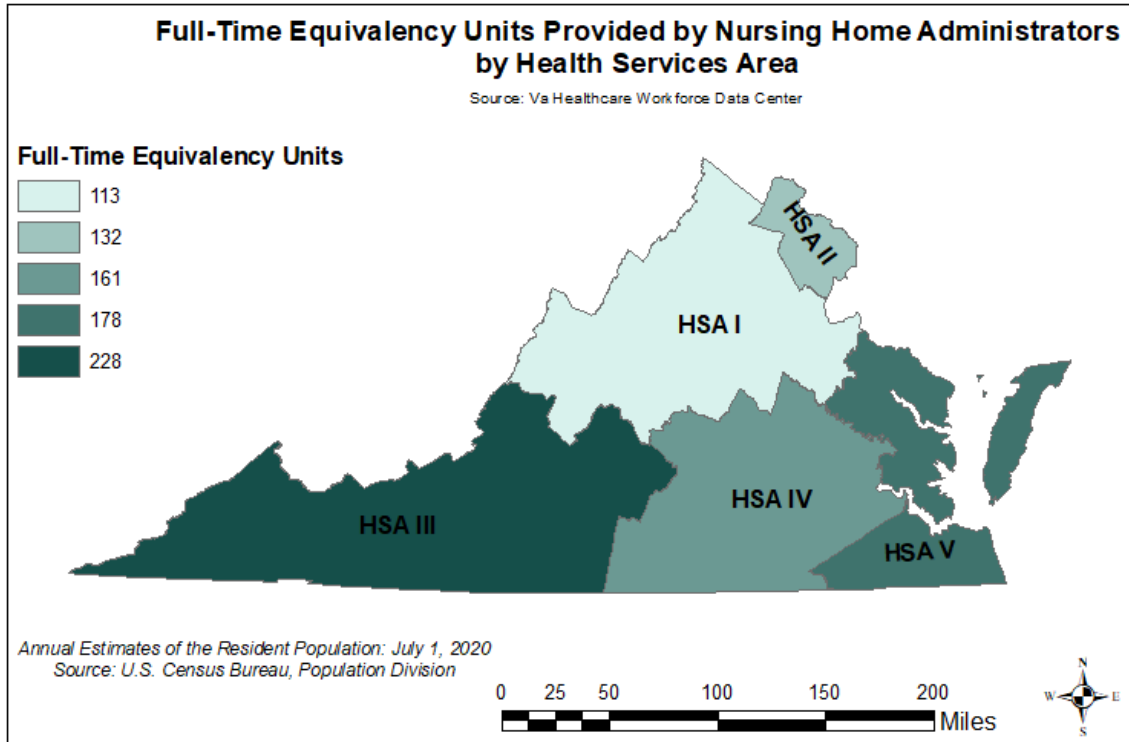 Full-Time Equivalency Units Provided by Nursing Home Administrators
by Health Services Area
Source: Va Healthcare Workforce Data Center
Full-Time Equivalency Units
113
132
161
178
228
HSA II
HSA I
HSA IV
HSA III
HSA V
Annual Estimates of the Resident Population: July 1, 2020
Source: U.S. Census Bureau, Population Division
0 25 50 100 150 200
Miles
N
W E
S